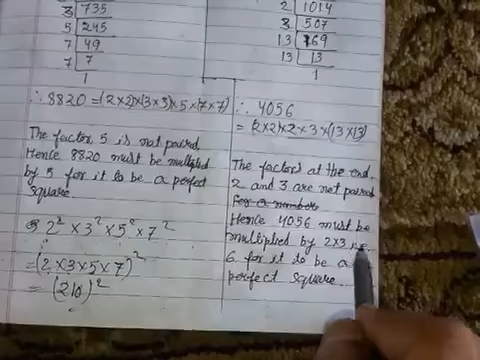 3 | 735
5 | 245
7 | 49
7 | 7
1
∴ 8820 = (2×2)×(3×3)×5×(7×7)
The factor, 5 is not paired,
Hence 8820 must be multiplied
by 5 for it to be a perfect
square.
2² × 3² × 5² × 7²
= (2×3×5×7)²
= (210)²
2 | 1014
3 | 507
13 | 169
13 | 13
1
∴ 4056
= (2×2)×2×3×(13×13)
The factors at the end,
2 and 3 are not paired
for a number
Hence 4056 must be
multiplied by 2×3 i.e.
6 for it to be a
perfect square.